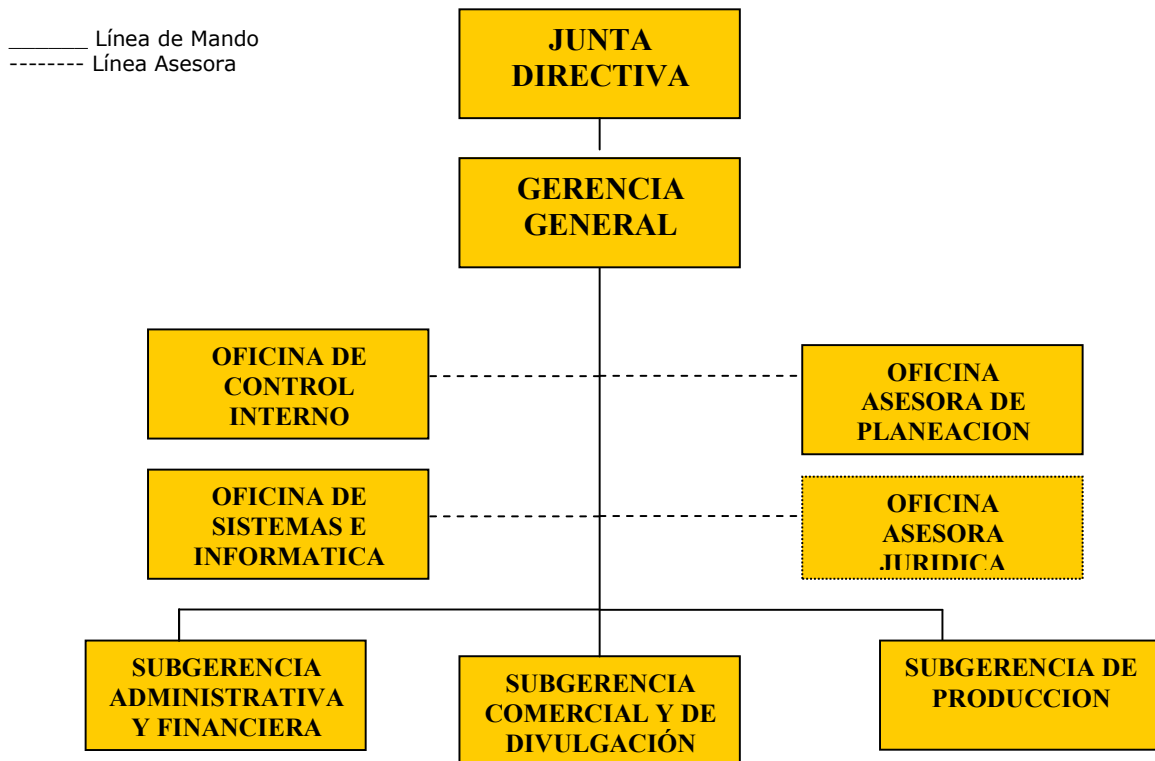 ______ Línea de Mando
-------- Línea Asesora
JUNTA
DIRECTIVA
GERENCIA
GENERAL
OFICINA DE
CONTROL
INTERNO
OFICINA
ASESORA DE
PLANEACION
OFICINA DE
SISTEMAS E
INFORMATICA
OFICINA
ASESORA
JURIDICA
SUBGERENCIA
ADMINISTRATIVA
Y FINANCIERA
SUBGERENCIA
COMERCIAL Y DE
DIVULGACIÓN
SUBGERENCIA DE
PRODUCCION